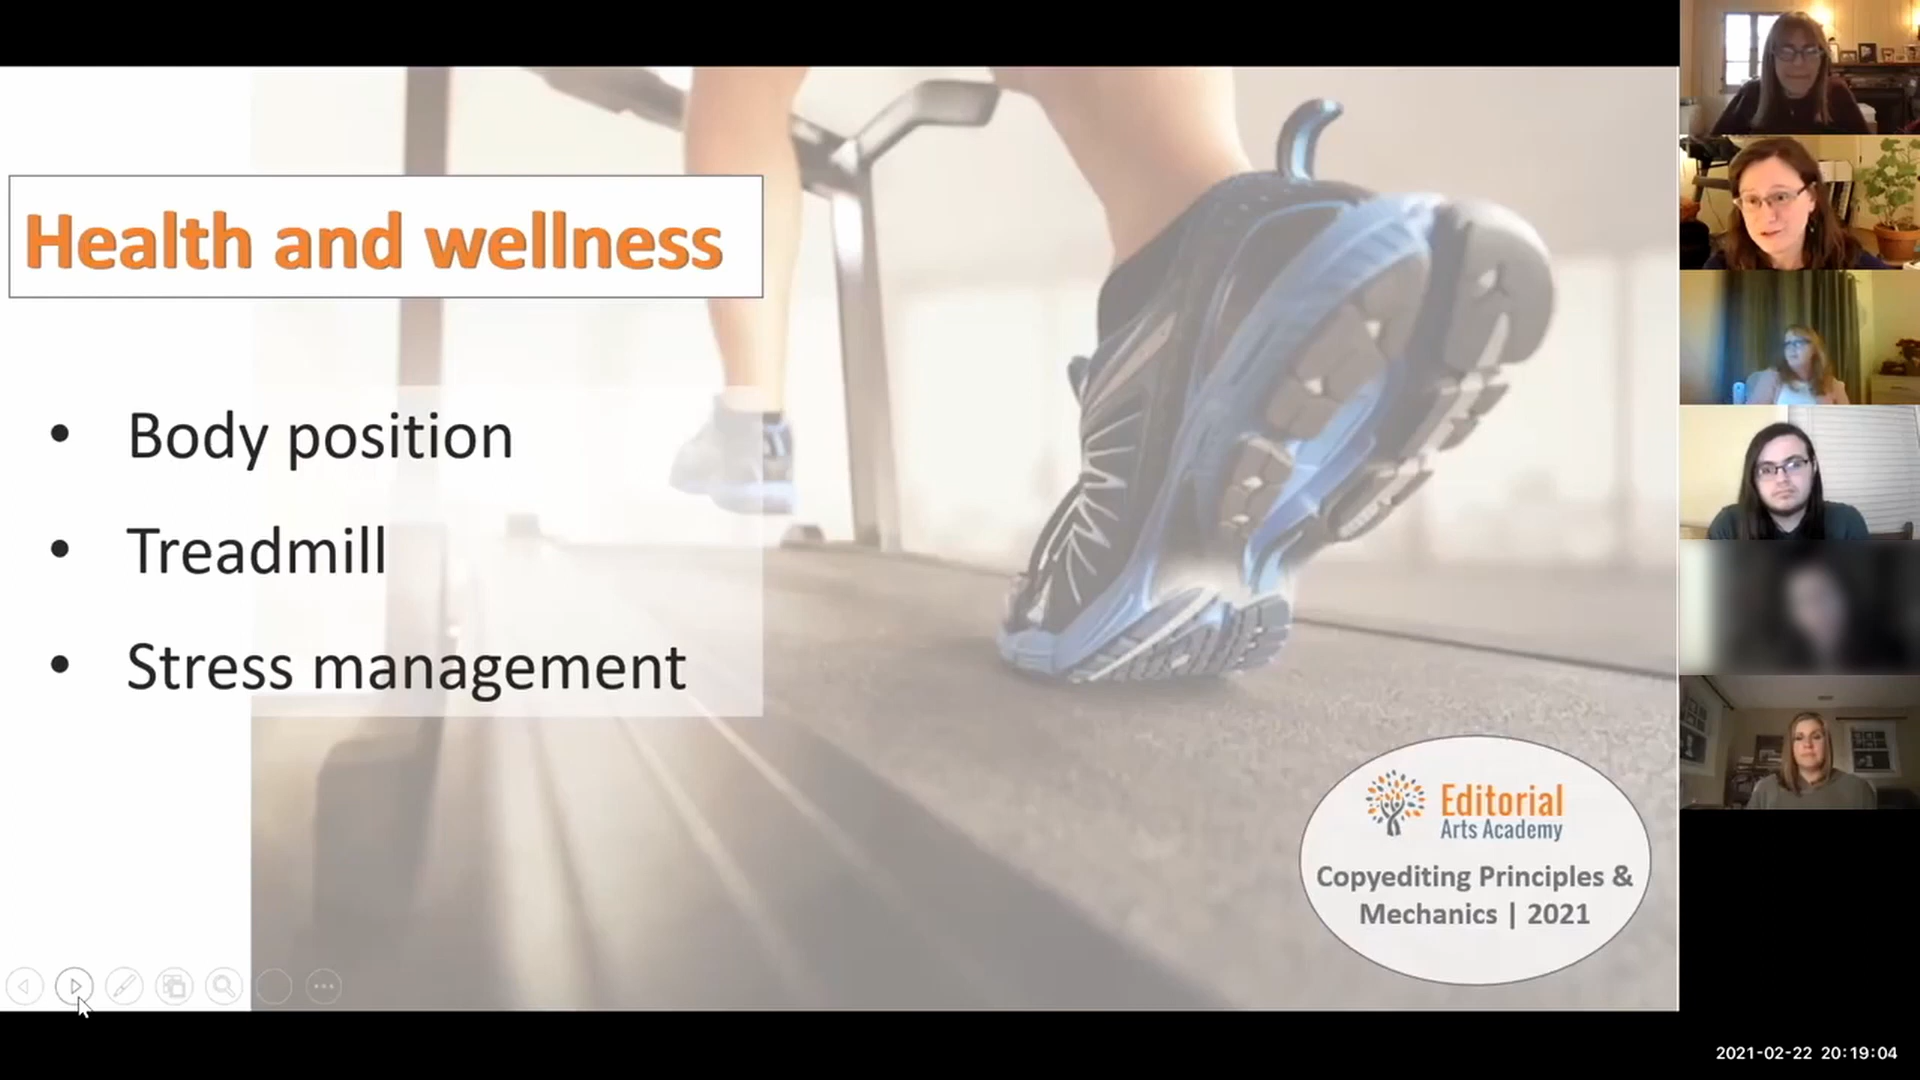 Health and wellness
• Body position
• Treadmill
• Stress management
Editorial
Arts Academy
Copyediting Principles &
Mechanics | 2021
2021-02-22 20:19:04